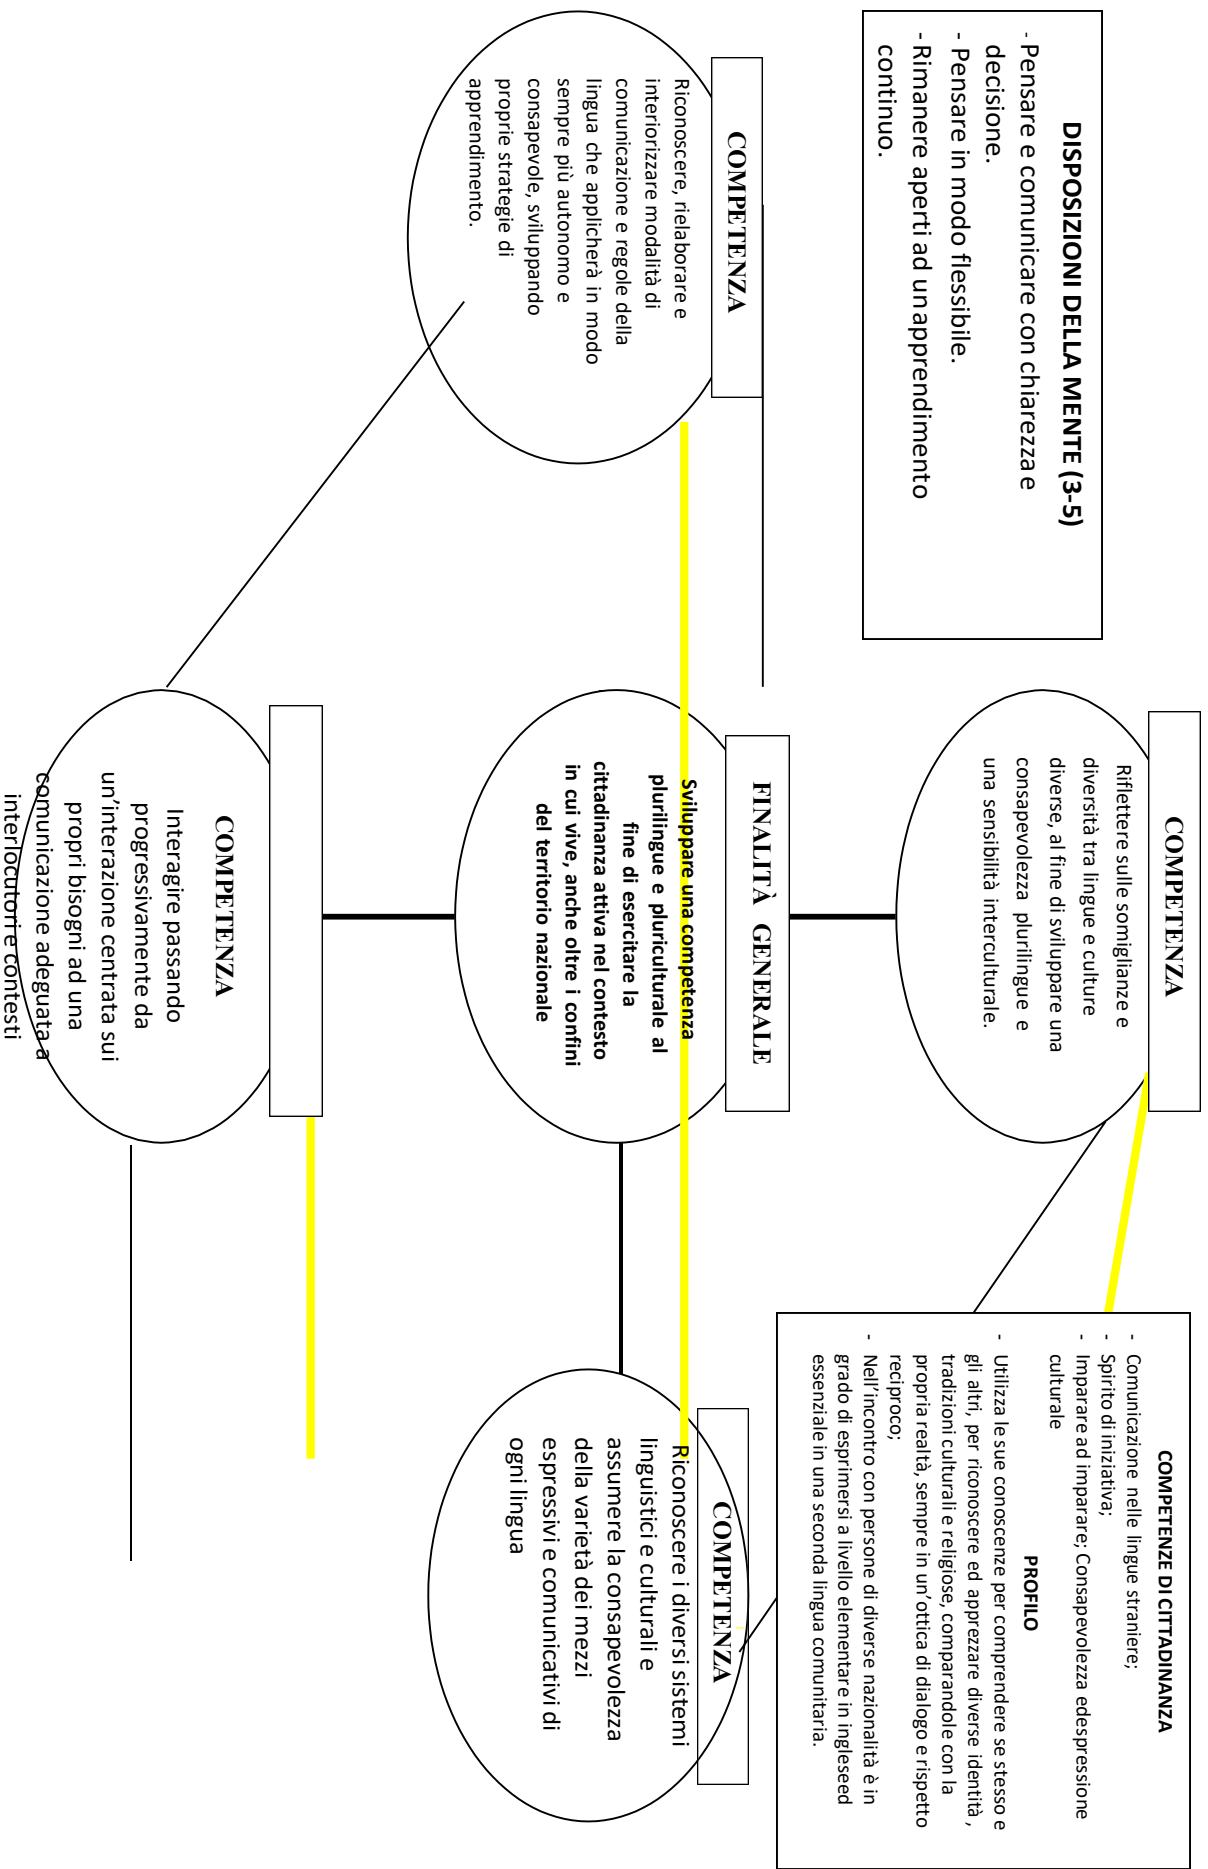 DISPOSIZIONI DELLA MENTE (3-5)
- Pensare e comunicare con chiarezza e
decisione.
- Pensare in modo flessibile.
- Rimanere aperti ad un apprendimento
continuo.
COMPETENZA
Riflettere sulle somiglianze e
diversità tra lingue e culture
diverse, al fine di sviluppare una
consapevolezza plurilingue e
una sensibilità interculturale.
COMPETENZE DI CITTADINANZA
- Comunicazione nelle lingue straniere;
- Spirito di iniziativa;
- Imparare ad imparare; Consapevolezza edespressione
culturale
PROFILO
- Utilizza le sue conoscenze per comprendere se stesso e
gli altri, per riconoscere ed apprezzare diverse identità ,
tradizioni culturali e religiose, comparandole con la
propria realtà, sempre in un'ottica di dialogo e rispetto
reciproco;
- Nell'incontro con persone di diverse nazionalità è in
grado di esprimersi a livello elementare in ingleseed
essenziale in una seconda lingua comunitaria.
COMPETENZA
Riconoscere, rielaborare e
interiorizzare modalità di
comunicazione e regole della
lingua che applicherà in modo
sempre più autonomo e
consapevole, sviluppando
proprie strategie di
apprendimento.
FINALITÀ GENERALE
Sviluppare una competenza
plurilingue e pluriculturale al
fine di esercitare la
cittadinanza attiva nel contesto
in cui vive, anche oltre i confini
del territorio nazionale
COMPETENZA
Riconoscere i diversi sistemi
linguistici e culturali e
assumere la consapevolezza
della varietà dei mezzi
espressivi e comunicativi di
ogni lingua
COMPETENZA
Interagire passando
progressivamente da
un'interazione centrata sui
propri bisogni ad una
comunicazione adeguata a
interlocutori e contesti